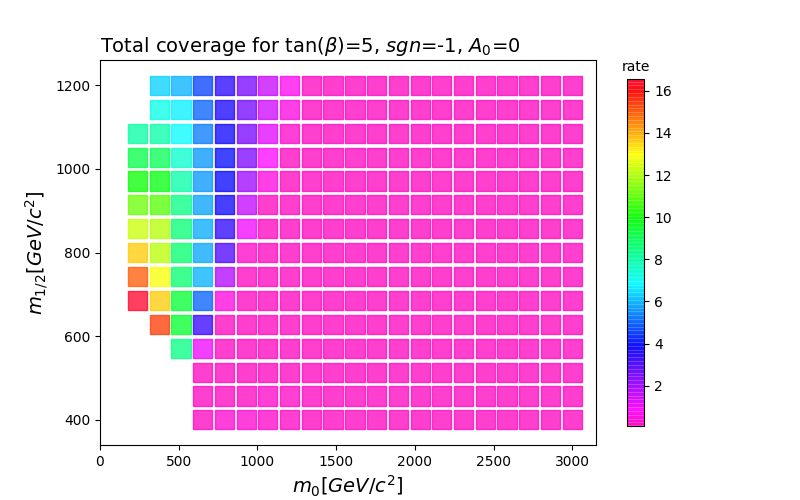 Total coverage for tan(β)=5, sgn=-1, A₀=0
rate
1200
1000
800
600
400
m₁/₂[GeV/c²]
0 500 1000 1500 2000 2500 3000
m₀[GeV/c²]
16
14
12
10
8
6
4
2